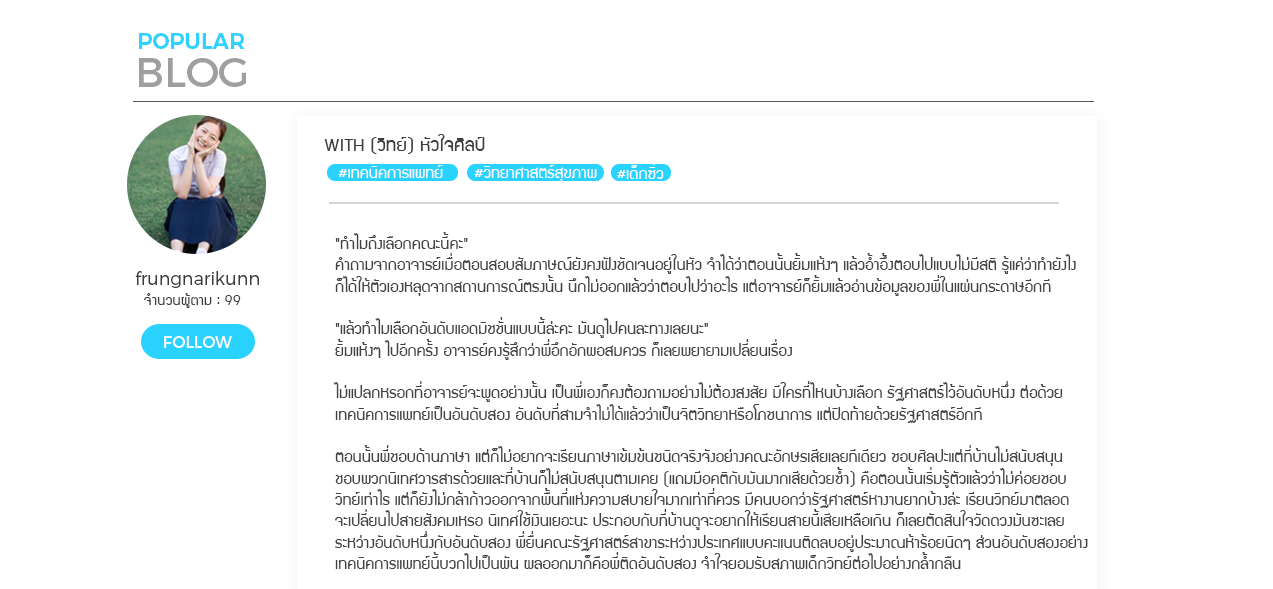 POPULAR
BLOG
WITH (วิทย์) หัวใจศิลป์
#เทคนิคการแพทย์ #วิทยาศาสตร์สุขภาพ #เด็กซิ่ว
frungnarikunn
จำนวนผู้ตาม : 99
FOLLOW
"ทำไมถึงเลือกคณะนี้คะ"
คำถามจากอาจารย์เมื่อตอนสอบสัมภาษณ์ยังคงฟังชัดเจนอยู่ในหัว จำได้ว่าตอนนั้นยิ้มแห้งๆ แล้วอ้ำอึ้งตอบไปแบบไม่มีสติ รู้แค่ว่าทำยังไง
ก็ได้ให้ตัวเองหลุดจากสถานการณ์ตรงนั้น นึกไม่ออกแล้วว่าตอบไปว่าอะไร แต่อาจารย์ก็ยิ้มแล้วอ่านข้อมูลของพี่ในแผ่นกระดาษอีกที
"แล้วทำไมเลือกอันดับแอดมิชชั่นแบบนี้ล่ะคะ มันดูไปคนละทางเลยนะ"
ยิ้มแห้งๆ ไปอีกครั้ง อาจารย์คงรู้สึกว่าพี่อึกอักพอสมควร ก็เลยพยายามเปลี่ยนเรื่อง
ไม่แปลกหรอกที่อาจารย์จะพูดอย่างนั้น เป็นพี่เองก็คงต้องถามอย่างไม่ต้องสงสัย มีใครที่ไหนบ้างเลือก รัฐศาสตร์ไว้อันดับหนึ่ง ต่อด้วย
เทคนิคการแพทย์เป็นอันดับสอง อันดับที่สามจำไม่ได้แล้วว่าเป็นจิตวิทยาหรือโภชนาการ แต่ปิดท้ายด้วยรัฐศาสตร์อีกที
ตอนนั้นพี่ชอบด้านภาษา แต่ก็ไม่อยากจะเรียนภาษาเข้มข้นชนิดจริงจังอย่างคณะอักษรเสียเลยทีเดียว ชอบศิลปะแต่ที่บ้านไม่สนับสนุน
ชอบพวกนิเทศวารสารด้วยและที่บ้านก็ไม่สนับสนุนตามเคย (แถมมีอคติกับมันมากเสียด้วยซ้ำ) คือตอนนั้นเริ่มรู้ตัวแล้วว่าไม่ค่อยชอบ
วิทย์เท่าไร แต่ก็ยังไม่กล้าก้าวออกจากพื้นที่แห่งความสบายใจมากเท่าที่ควร มีคนบอกว่ารัฐศาสตร์หางานยากบ้างล่ะ เรียนวิทย์มาตลอด
จะเปลี่ยนไปสายสังคมเหรอ นิเทศใช้เงินเยอะนะ ประกอบกับที่บ้านดูจะอยากให้เรียนสายนี้เสียเหลือเกิน ก็เลยตัดสินใจวัดดวงมันซะเลย
ระหว่างอันดับหนึ่งกับอันดับสอง พี่ยื่นคณะรัฐศาสตร์สาขาระหว่างประเทศแบบคะแนนติดลบอยู่ประมาณห้าร้อยนิดๆ ส่วนอันดับสองอย่าง
เทคนิคการแพทย์นี้บวกไปเป็นพัน ผลออกมาก็คือพี่ติดอันดับสอง จำใจยอมรับสภาพเด็กวิทย์ต่อไปอย่างกล้ำกลืน